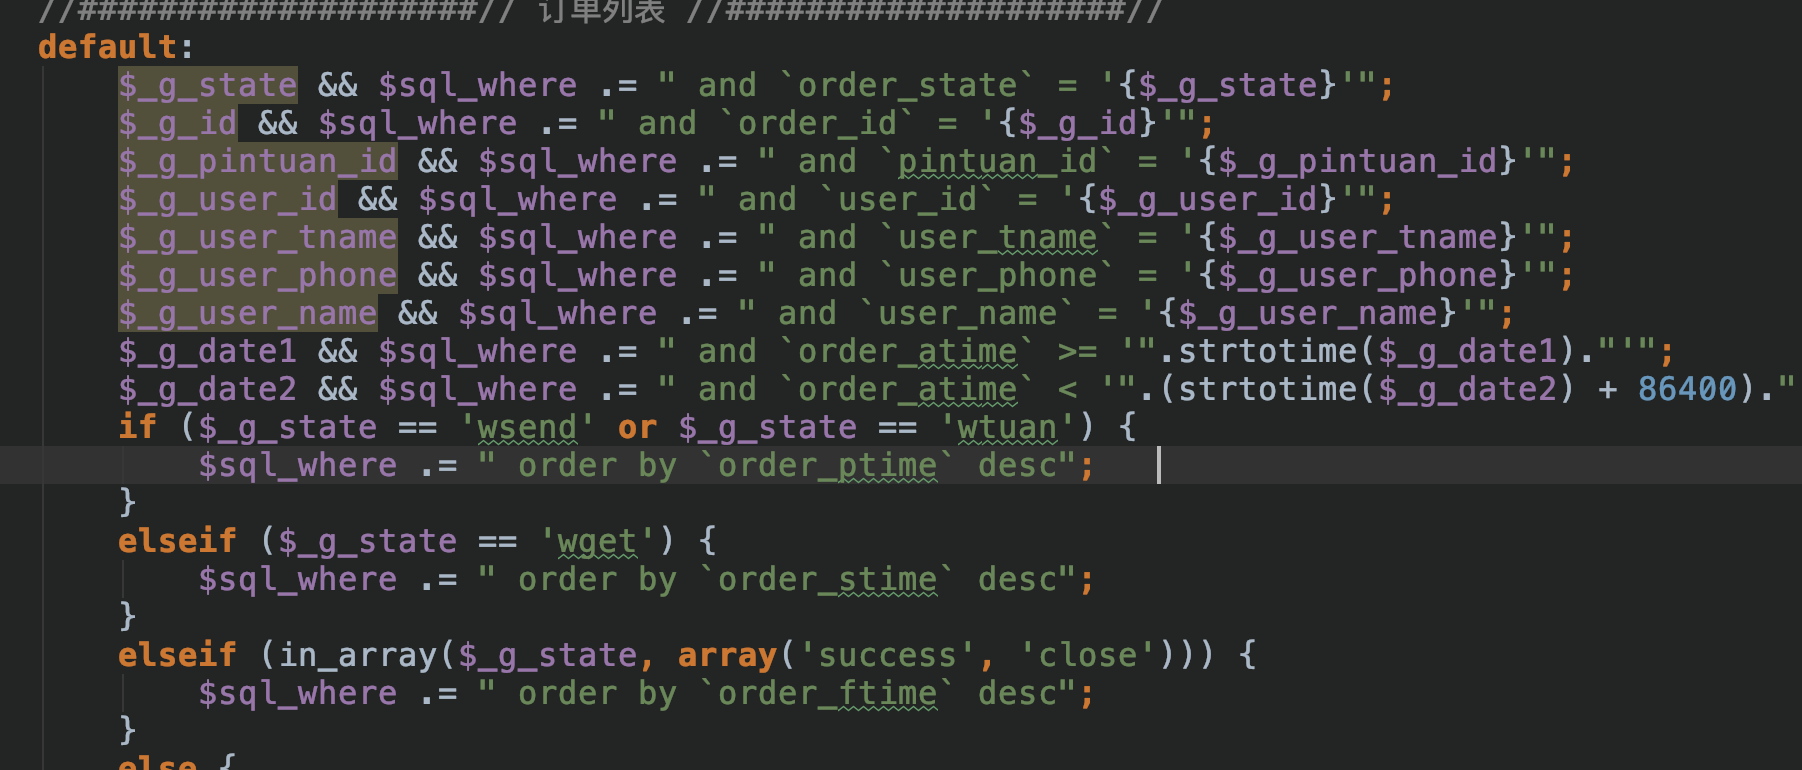 //####################// 订单列表 //####################//
default:
$_g_state && $sql_where .= " and `order_state` = '{$_g_state}'";
$_g_id && $sql_where .= " and `order_id` = '{$_g_id}'";
$_g_pintuan_id && $sql_where .= " and `pintuan_id` = '{$_g_pintuan_id}'";
$_g_user_id && $sql_where .= " and `user_id` = '{$_g_user_id}'";
$_g_user_tname && $sql_where .= " and `user_tname` = '{$_g_user_tname}'";
$_g_user_phone && $sql_where .= " and `user_phone` = '{$_g_user_phone}'";
$_g_user_name && $sql_where .= " and `user_name` = '{$_g_user_name}'";
$_g_date1 && $sql_where .= " and `order_atime` >= '".strtotime($_g_date1)."'";
$_g_date2 && $sql_where .= " and `order_atime` < '".(strtotime($_g_date2) + 86400)."
if ($_g_state == 'wsend' or $_g_state == 'wtuan') {
$sql_where .= " order by `order_ptime` desc";
}
elseif ($_g_state == 'wget') {
$sql_where .= " order by `order_stime` desc";
}
elseif (in_array($_g_state, array('success', 'close'))) {
$sql_where .= " order by `order_ftime` desc";
}
else {